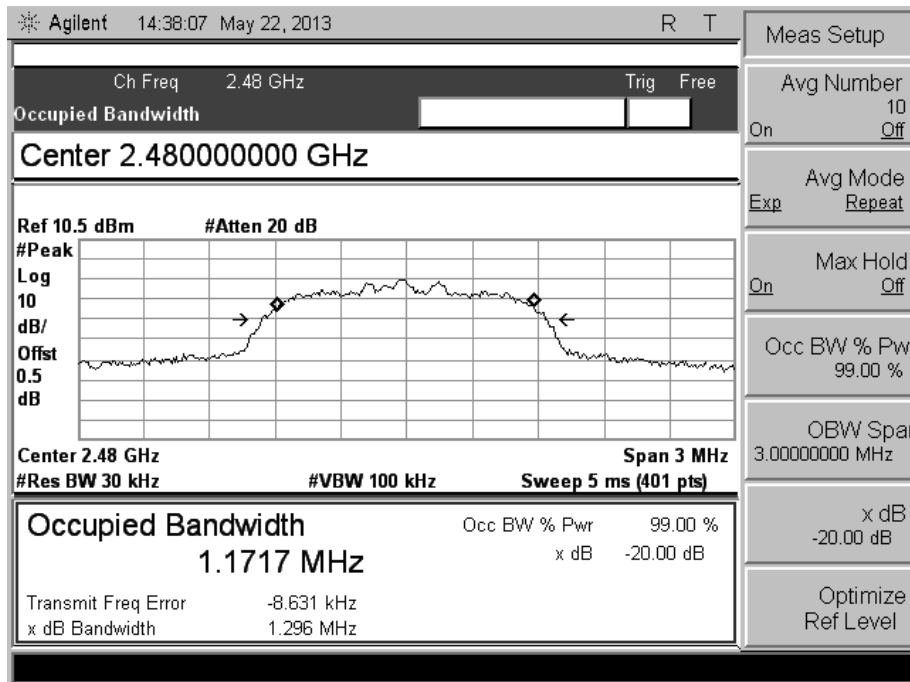 Agilent 14:38:07 May 22, 2013 R T
Ch Freq 2.48 GHz Trig Free
Occupied Bandwidth
Center 2.480000000 GHz
Ref 10.5 dBm #Atten 20 dB
#Peak
Log
10
dB/
Offst
0.5
dB
Center 2.48 GHz Span 3 MHz
#Res BW 30 kHz #VBW 100 kHz Sweep 5 ms (401 pts)
Occupied Bandwidth
1.1717 MHz
Occ BW % Pwr 99.00 %
x dB -20.00 dB
Transmit Freq Error -8.631 kHz
x dB Bandwidth 1.296 MHz
Meas Setup
Avg Number
10
On Off
Avg Mode
Exp Repeat
Max Hold
On Off
Occ BW % Pw
99.00 %
OBW Spa
3.00000000 MHz
x dB
-20.00 dB
Optimize
Ref Level